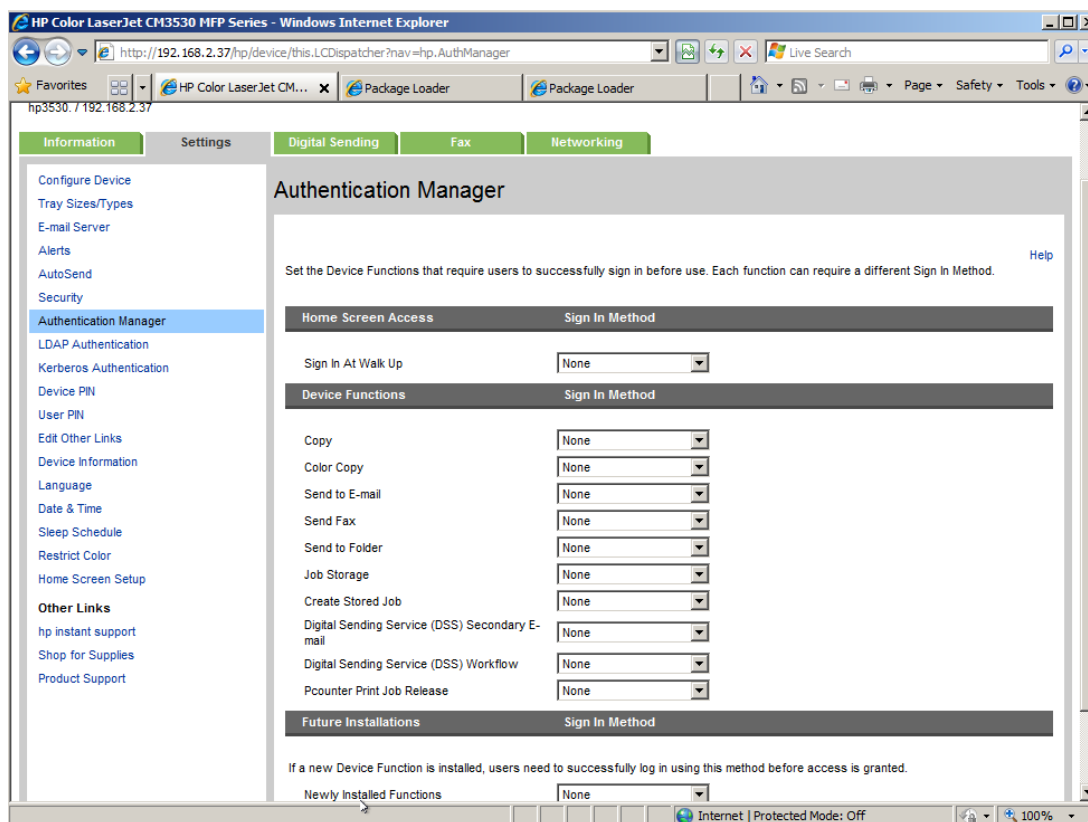 HP Color LaserJet CM3530 MFP Series - Windows Internet Explorer
http://192.168.2.37/hp/device/this.LCDispatcher?nav=hp.AuthManager
Live Search
Favorites
HP Color LaserJet CM...
Package Loader
Package Loader
Page
Safety
Tools
hp3530. / 192.168.2.37
Information
Settings
Digital Sending
Fax
Networking
Configure Device
Tray Sizes/Types
E-mail Server
Alerts
AutoSend
Security
Authentication Manager
LDAP Authentication
Kerberos Authentication
Device PIN
User PIN
Edit Other Links
Device Information
Language
Date & Time
Sleep Schedule
Restrict Color
Home Screen Setup
Other Links
hp instant support
Shop for Supplies
Product Support
Authentication Manager
Help
Set the Device Functions that require users to successfully sign in before use. Each function can require a different Sign In Method.
Home Screen Access Sign In Method
Sign In At Walk Up None
Device Functions Sign In Method
Copy None
Color Copy None
Send to E-mail None
Send Fax None
Send to Folder None
Job Storage None
Create Stored Job None
Digital Sending Service (DSS) Secondary E-
mail None
Digital Sending Service (DSS) Workflow None
Pcounter Print Job Release None
Future Installations Sign In Method
If a new Device Function is installed, users need to successfully log in using this method before access is granted.
Newly Installed Functions None
Internet | Protected Mode: Off
100%